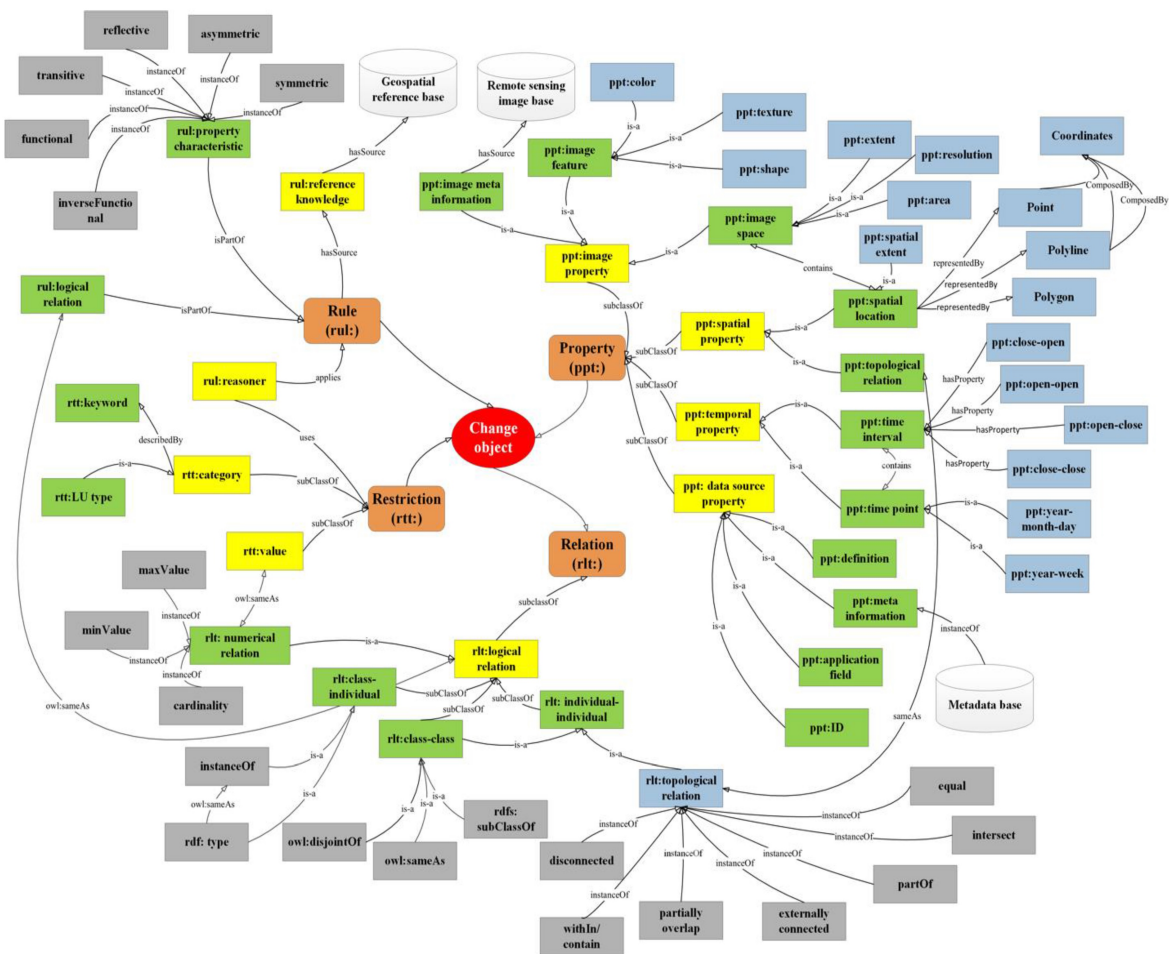 reflective
asymmetric
transitive
instanceOf
instanceOf
symmetric
instanceOf
instanceOf
functional
instanceOf
instanceOf
rul:property
characteristic
inverseFunctio
nal
isPartOf
Geospatial
reference base
Remote sensing
image base
hasSource
hasSource
rul:reference
knowledge
hasSource
ppt:image meta
information
is-a
ppt:color
is-a
ppt:texture
is-a
ppt:image
feature
is-a
ppt:shape
is-a
ppt:extent
ppt:resolution
is-a
is-a
ppt:area
is-a
ppt:image
space
is-a
ppt:image
property
contains
ppt:spatial
extent
is-a
Coordinates
ComposedBy
ComposedBy
Point
Polyline
Polygon
representedBy
representedBy
representedBy
ppt:spatial
location
rul:logical
relation
isPartOf
Rule
(rul:)
subclassOf
Property
(ppt:)
subClassOf
ppt:spatial
property
is-a
is-a
ppt:topological
relation
ppt:close-open
hasProperty
ppt:open-open
hasProperty
ppt:open-close
hasProperty
ppt:close-close
hasProperty
rul:reasoner
applies
subClassOf
ppt:temporal
property
is-a
ppt:time
interval
contains
is-a
ppt:time point
is-a
ppt:year-
month-day
is-a
ppt:year-week
rtt:keyword
describedBy
uses
Change
object
subClassOf
is-a
rtt:category
subClassOf
rtt:LU type
Restriction
(rtt:)
subClassOf
rtt:value
ppt: data source
property
is-a
ppt:definition
is-a
ppt:meta
information
instanceOf
is-a
ppt:application
field
is-a
ppt:ID
Metadata base
sameAs
Relation
(rlt:)
subclassOf
maxValue
owl:sameAs
instanceOf
minValue
rlt: numerical
relation
instanceOf
instanceOf
cardinality
is-a
rlt:logical
relation
owl:sameAs
rlt:class-
individual
subClassOf
subClassOf
subClassOf
rlt: individual-
individual
rlt:class-class
is-a
is-a
instanceOf
is-a
owl:sameAs
is-a
rdf: type
is-a
is-a
is-a
rdfs:
subClassOf
owl:disjointOf
owl:sameAs
rlt:topological
relation
equal
instanceOf
instanceOf
intersect
instanceOf
instanceOf
instanceOf
disconnected
instanceOf
instanceOf
partOf
withIn/
contain
partially
overlap
externally
connected